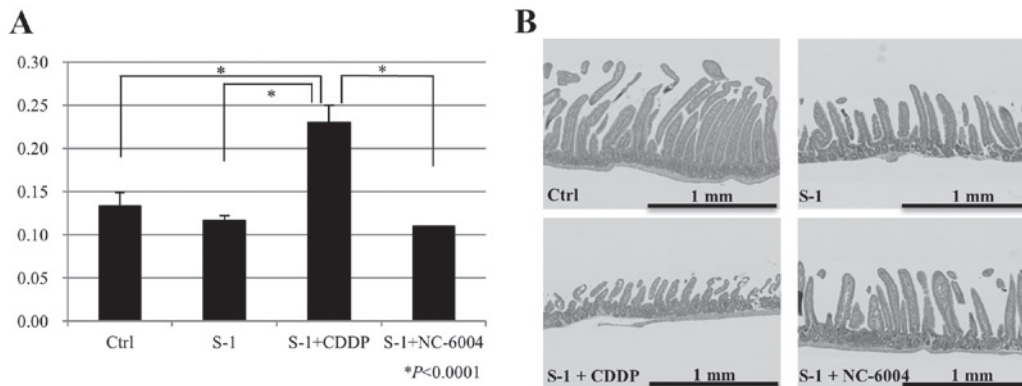 A
0.30
0.25
0.20
0.15
0.10
0.05
0.00
*
*
*
Ctrl S-1 S-1+CDDP S-1+NC-6004
*P<0.0001
B
Ctrl 1 mm
S-1 1 mm
S-1 + CDDP 1 mm
S-1 + NC-6004 1 mm